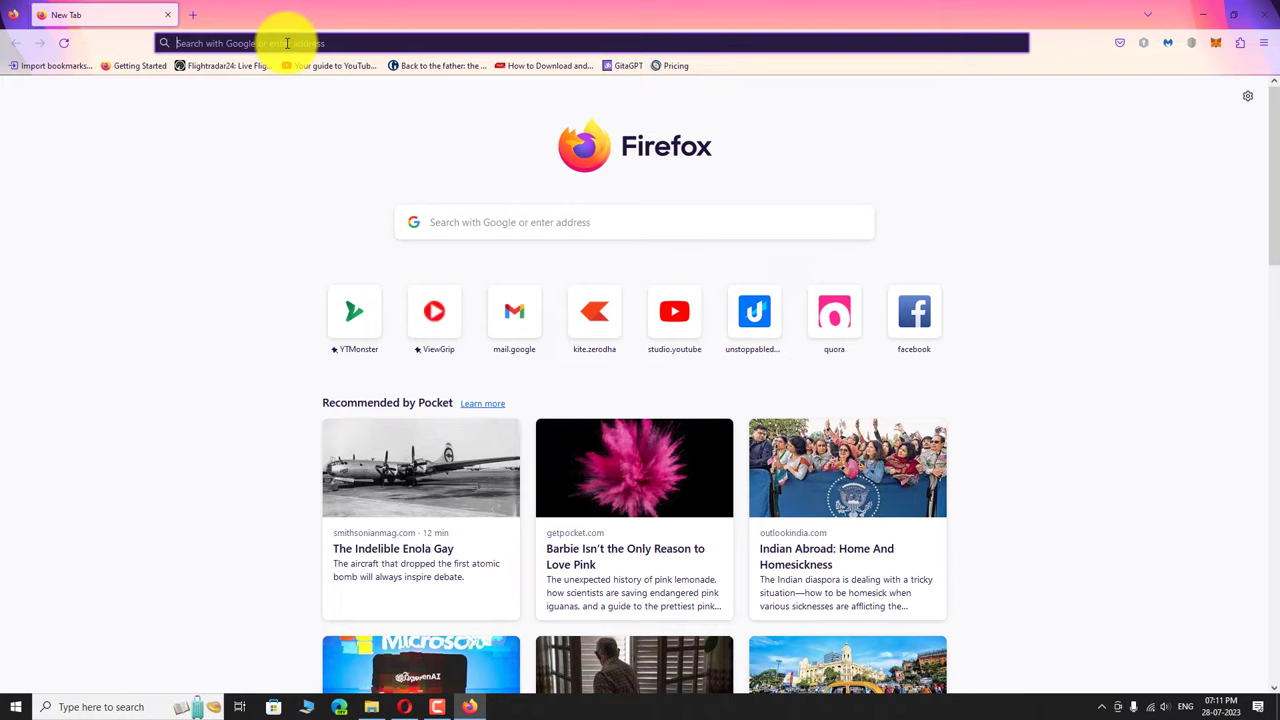 New Tab
Search with Google or enter address
Import bookmarks...
Getting Started
Flightradar24: Live Flig...
Your guide to YouTub...
Back to the father: the ...
How to Download and...
GitaGPT
Pricing
Firefox
Search with Google or enter address
YTMonster
ViewGrip
mail.google
kite.zerodha
studio.youtube
unstoppabled...
quora
facebook
Recommended by Pocket Learn more
smithsonianmag.com · 12 min
The Indelible Enola Gay
The aircraft that dropped the first atomic
bomb will always inspire debate.
getpocket.com
Barbie Isn't the Only Reason to
Love Pink
The unexpected history of pink lemonade,
how scientists are saving endangered pink
iguanas, and a guide to the prettiest pink...
outlookindia.com
Indian Abroad: Home And
Homesickness
The Indian diaspora is dealing with a tricky
situation—how to be homesick when
various sicknesses are afflicting the...
Microsoft
Type here to search
07:11 PM
28-07-2023